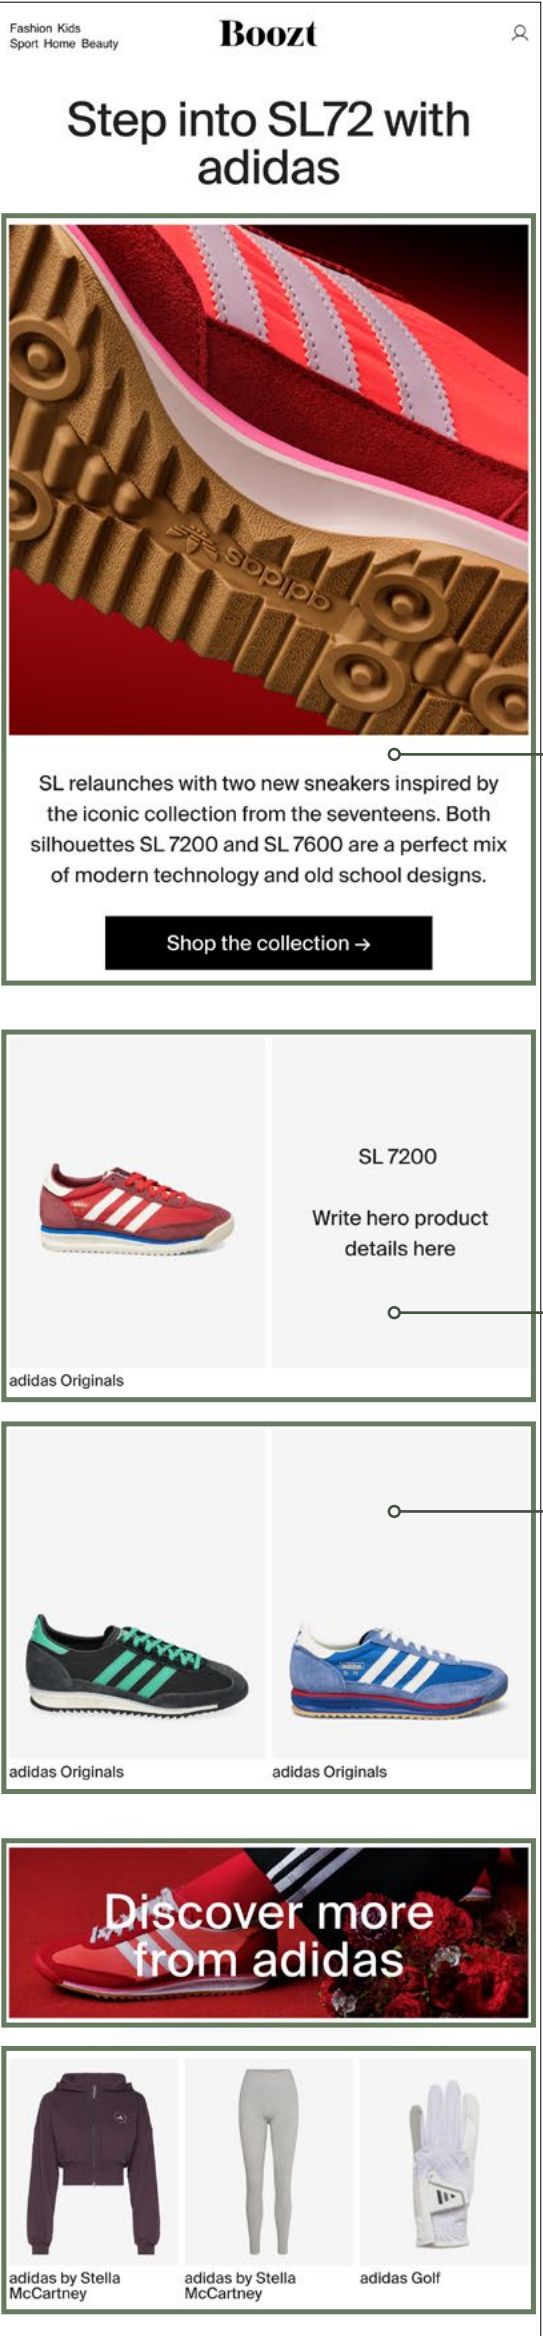 Fashion Kids
Sport Home Beauty
Boozt
Step into SL72 with
adidas
adidas
SL relaunches with two new sneakers inspired by
the iconic collection from the seventeens. Both
silhouettes SL 7200 and SL 7600 are a perfect mix
of modern technology and old school designs.
Shop the collection →
SL 7200
Write hero product
details here
adidas Originals
adidas Originals
adidas Originals
Discover more
from adidas
adidas by Stella
McCartney
adidas by Stella
McCartney
adidas Golf